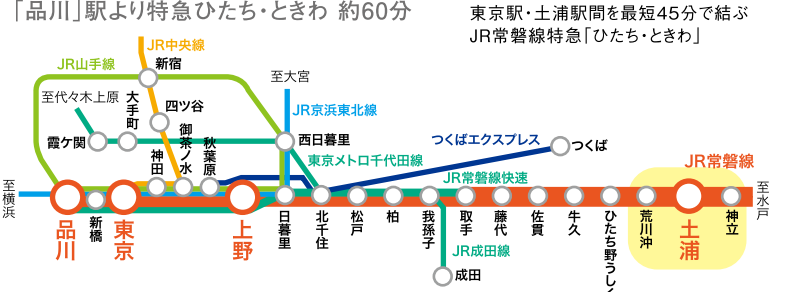 「品川」駅より特急ひたち・ときわ 約60分
東京駅・土浦駅間を最短45分で結ぶ
JR常磐線特急「ひたち・ときわ」
JR中央線
JR山手線
新宿
至大宮
至代々木上原
大手町
四ツ谷
JR京浜東北線
霞ケ関
神田
御茶ノ水
秋葉原
西日暮里
東京メトロ千代田線
つくばエクスプレス
つくば
JR常磐線
JR常磐線快速
至横浜
至水戸
品川
新橋
東京
上野
日暮里
北千住
松戸
柏
我孫子
取手
藤代
佐貫
牛久
ひたち野うしく
荒川沖
土浦
神立
JR成田線
成田